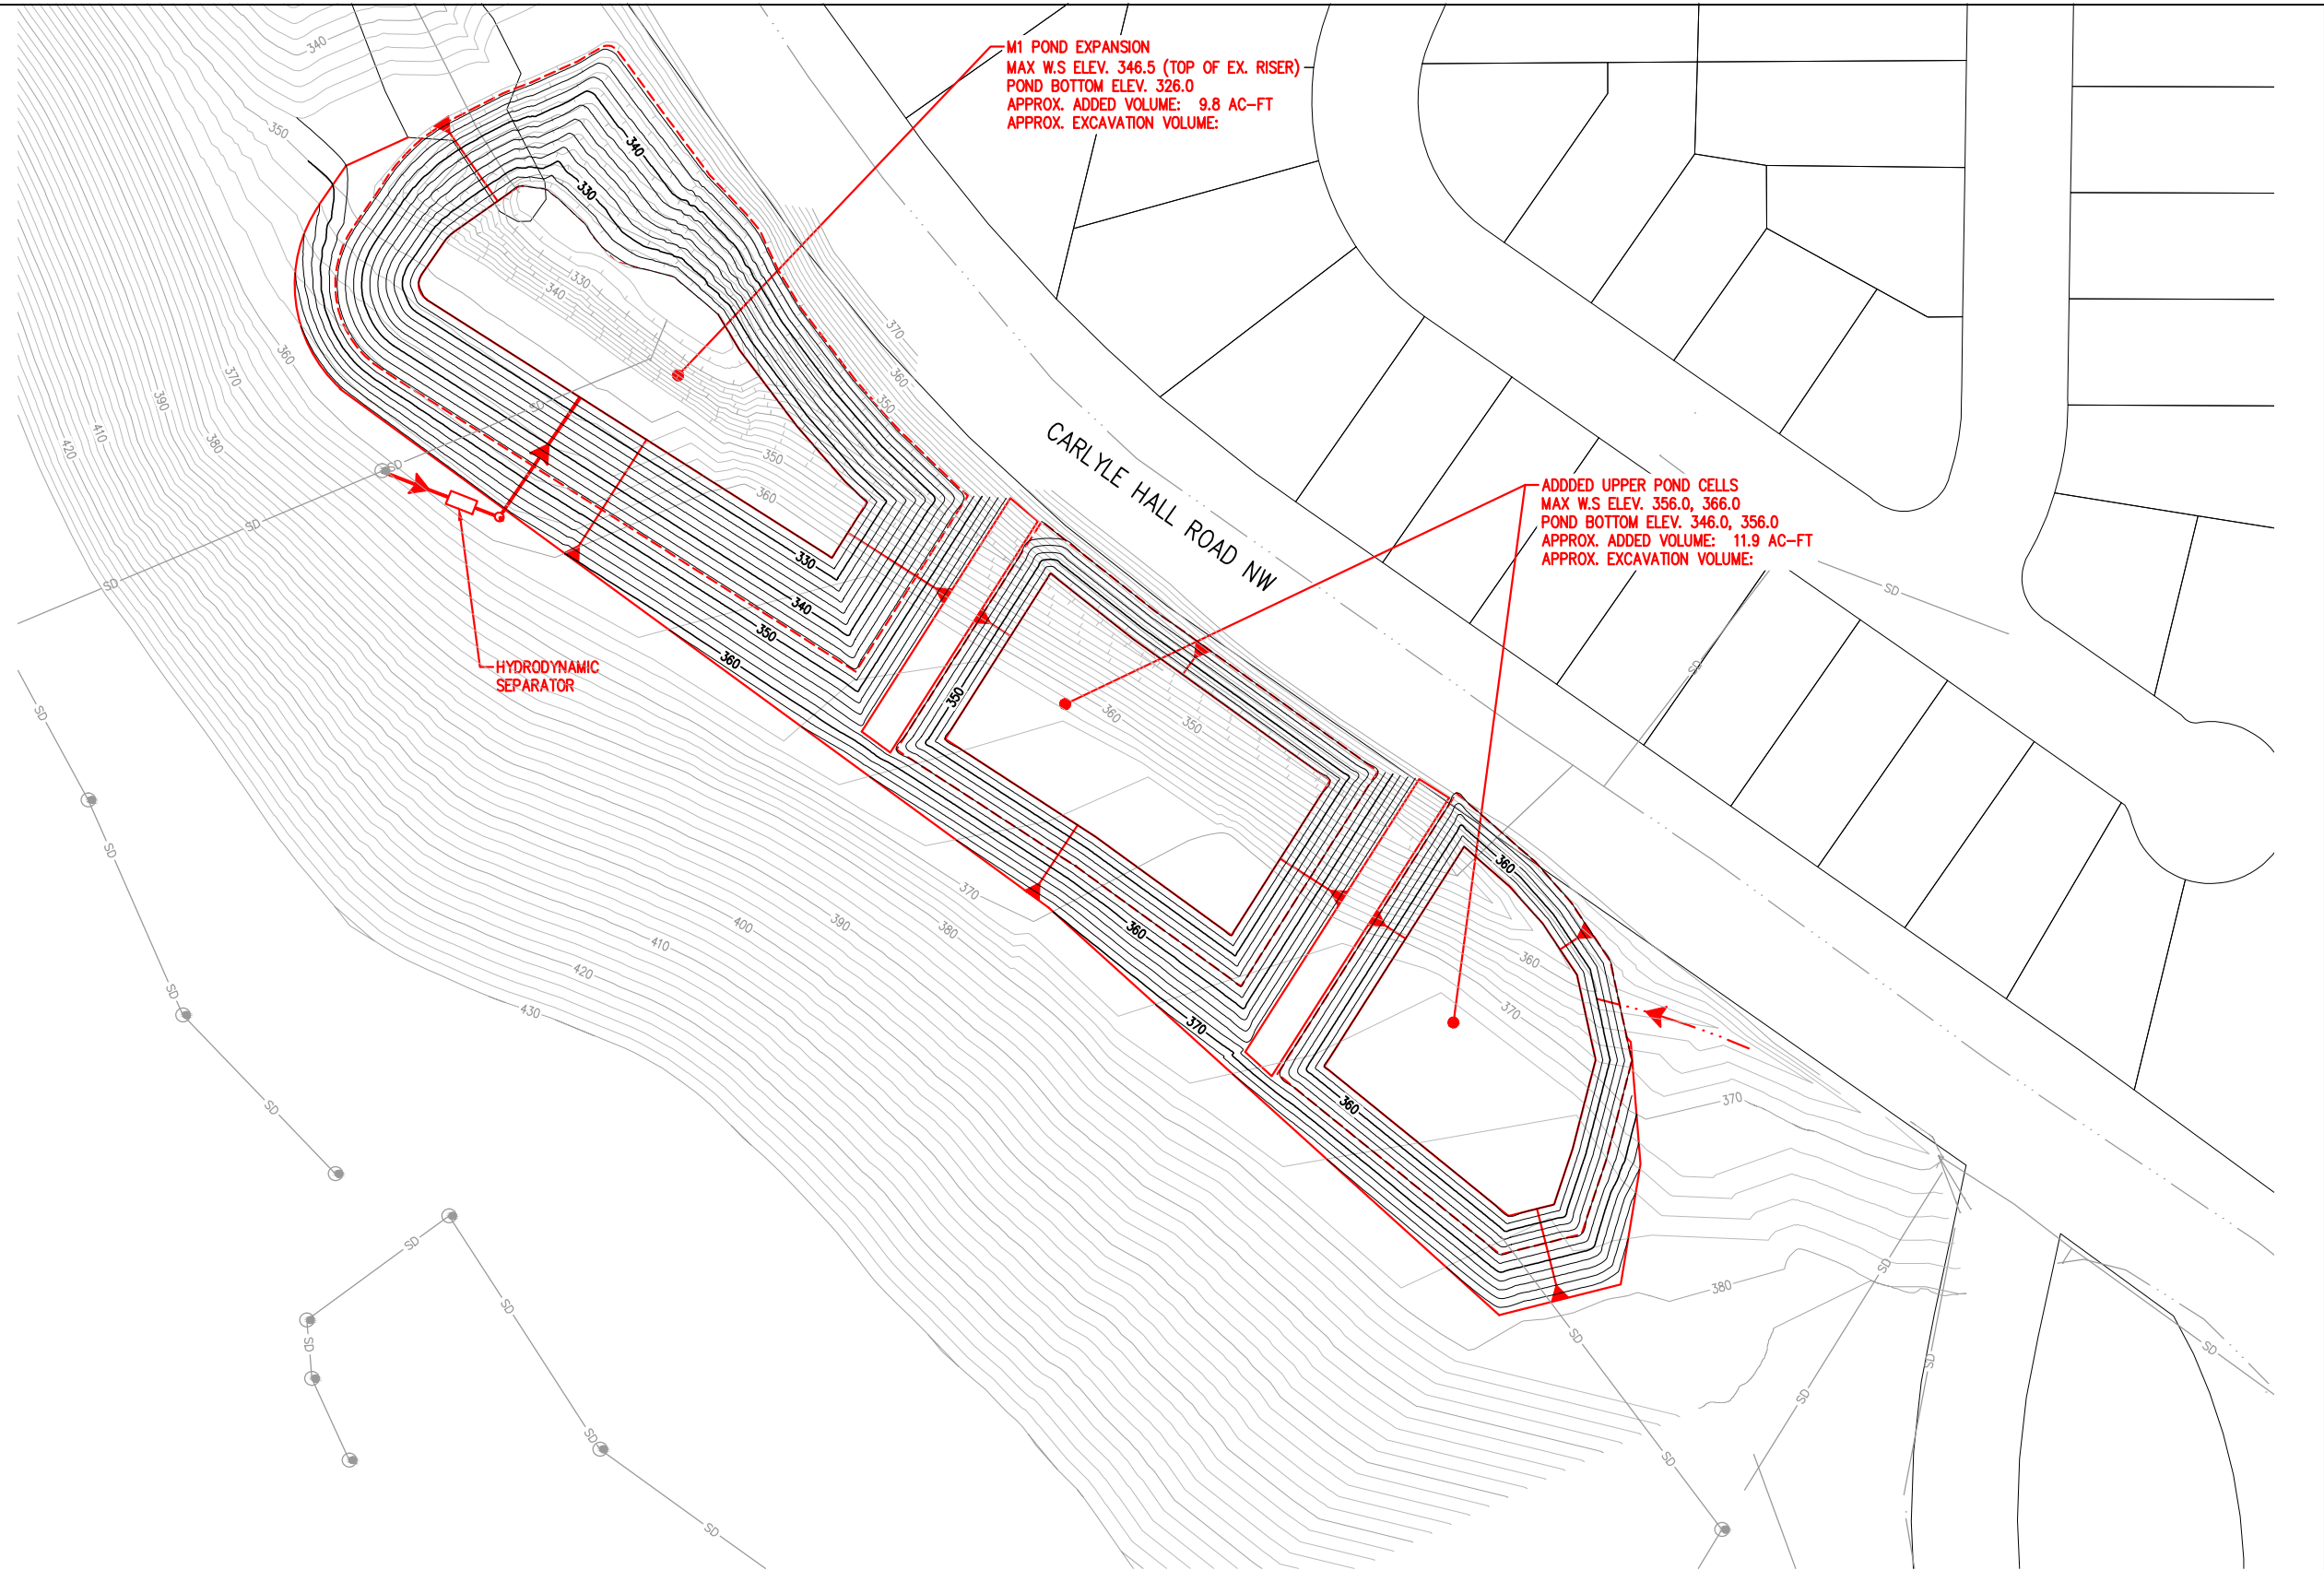 M1 POND EXPANSION
MAX W.S ELEV. 346.5 (TOP OF EX. RISER)
POND BOTTOM ELEV. 326.0
APPROX. ADDED VOLUME: 9.8 AC-FT
APPROX. EXCAVATION VOLUME:
340
350
340
330
330
340
370
360
350
360
370
390
380
410
420
350
360
SD
SD
SD
SD
CARLYLE HALL ROAD NW
ADDDED UPPER POND CELLS
MAX W.S ELEV. 356.0, 366.0
POND BOTTOM ELEV. 346.0, 356.0
APPROX. ADDED VOLUME: 11.9 AC-FT
APPROX. EXCAVATION VOLUME:
SD
SD
330
340
350
360
HYDRODYNAMIC
SEPARATOR
350
360
350
SD
SD
360
370
360
360
370
380
390
400
410
420
430
370
360
370
SD
SD
SD
380
SD
SD
SD
SD
SD
SD
SD
SD
SD
SD